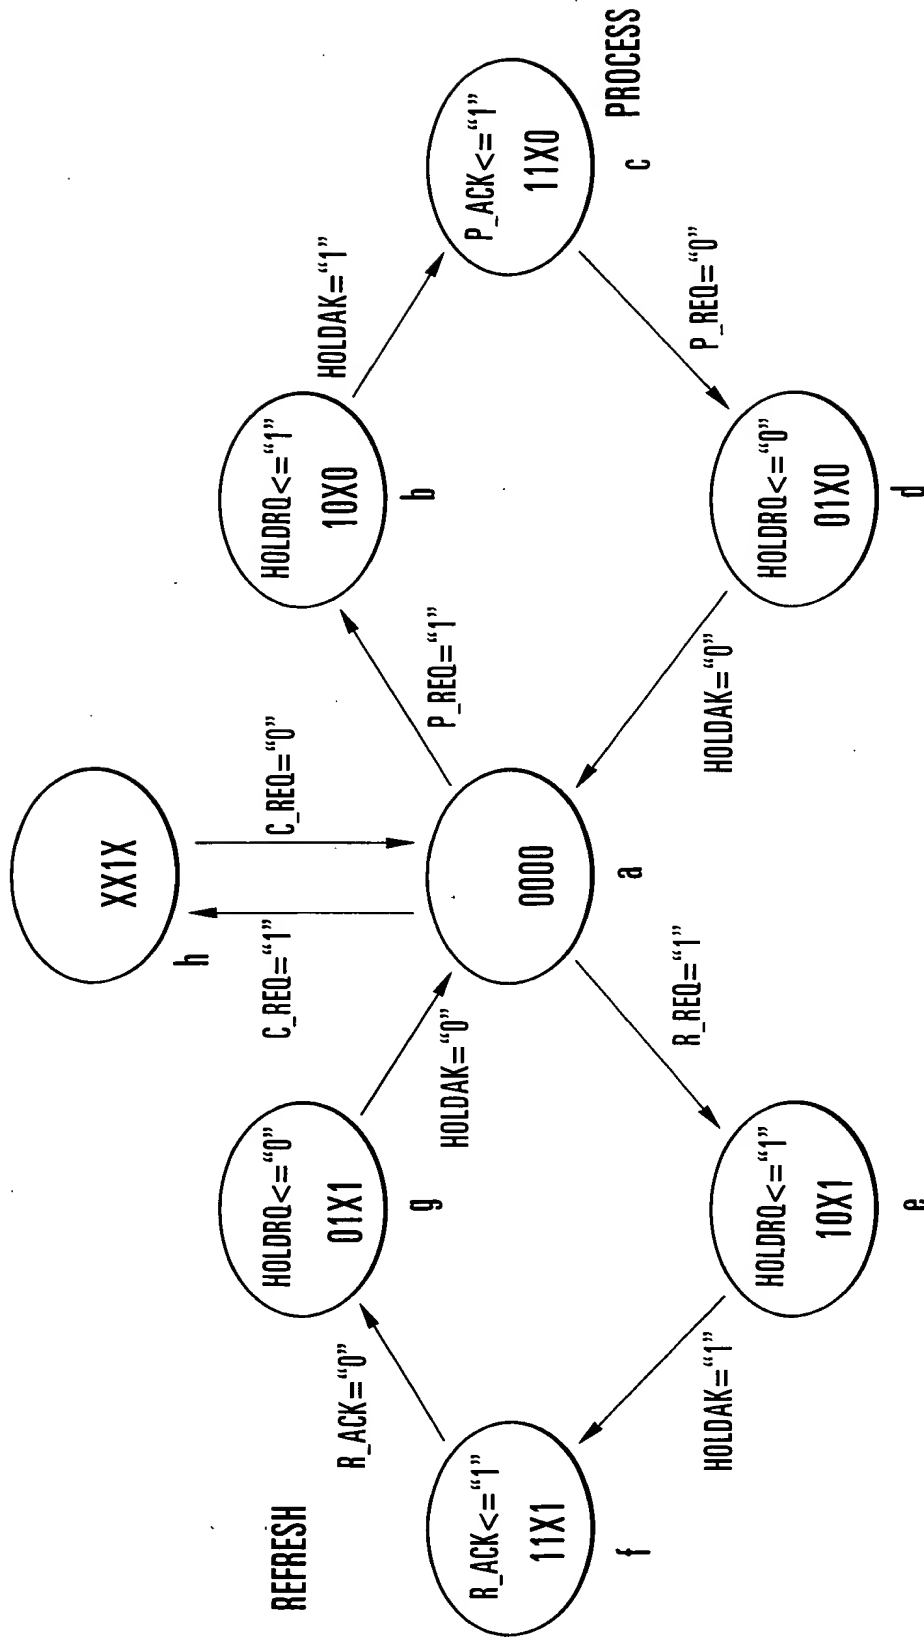 XX1X
h
C_REQ="1"
C_REQ="0"
REFRESH
HOLDRQ<="0"
01X1
g
HOLDRQ<="1"
10X0
b
R_ACK="0"
HOLDAK="0"
P_REQ="1"
HOLDAK="1"
R_ACK<="1"
11X1
f
0000
a
P_ACK<="1"
11X0
c
PROCESS
HOLDAK="1"
R_REQ="1"
HOLDAK="0"
P_REQ="0"
HOLDRQ<="1"
10X1
e
HOLDRQ<="0"
01X0
d